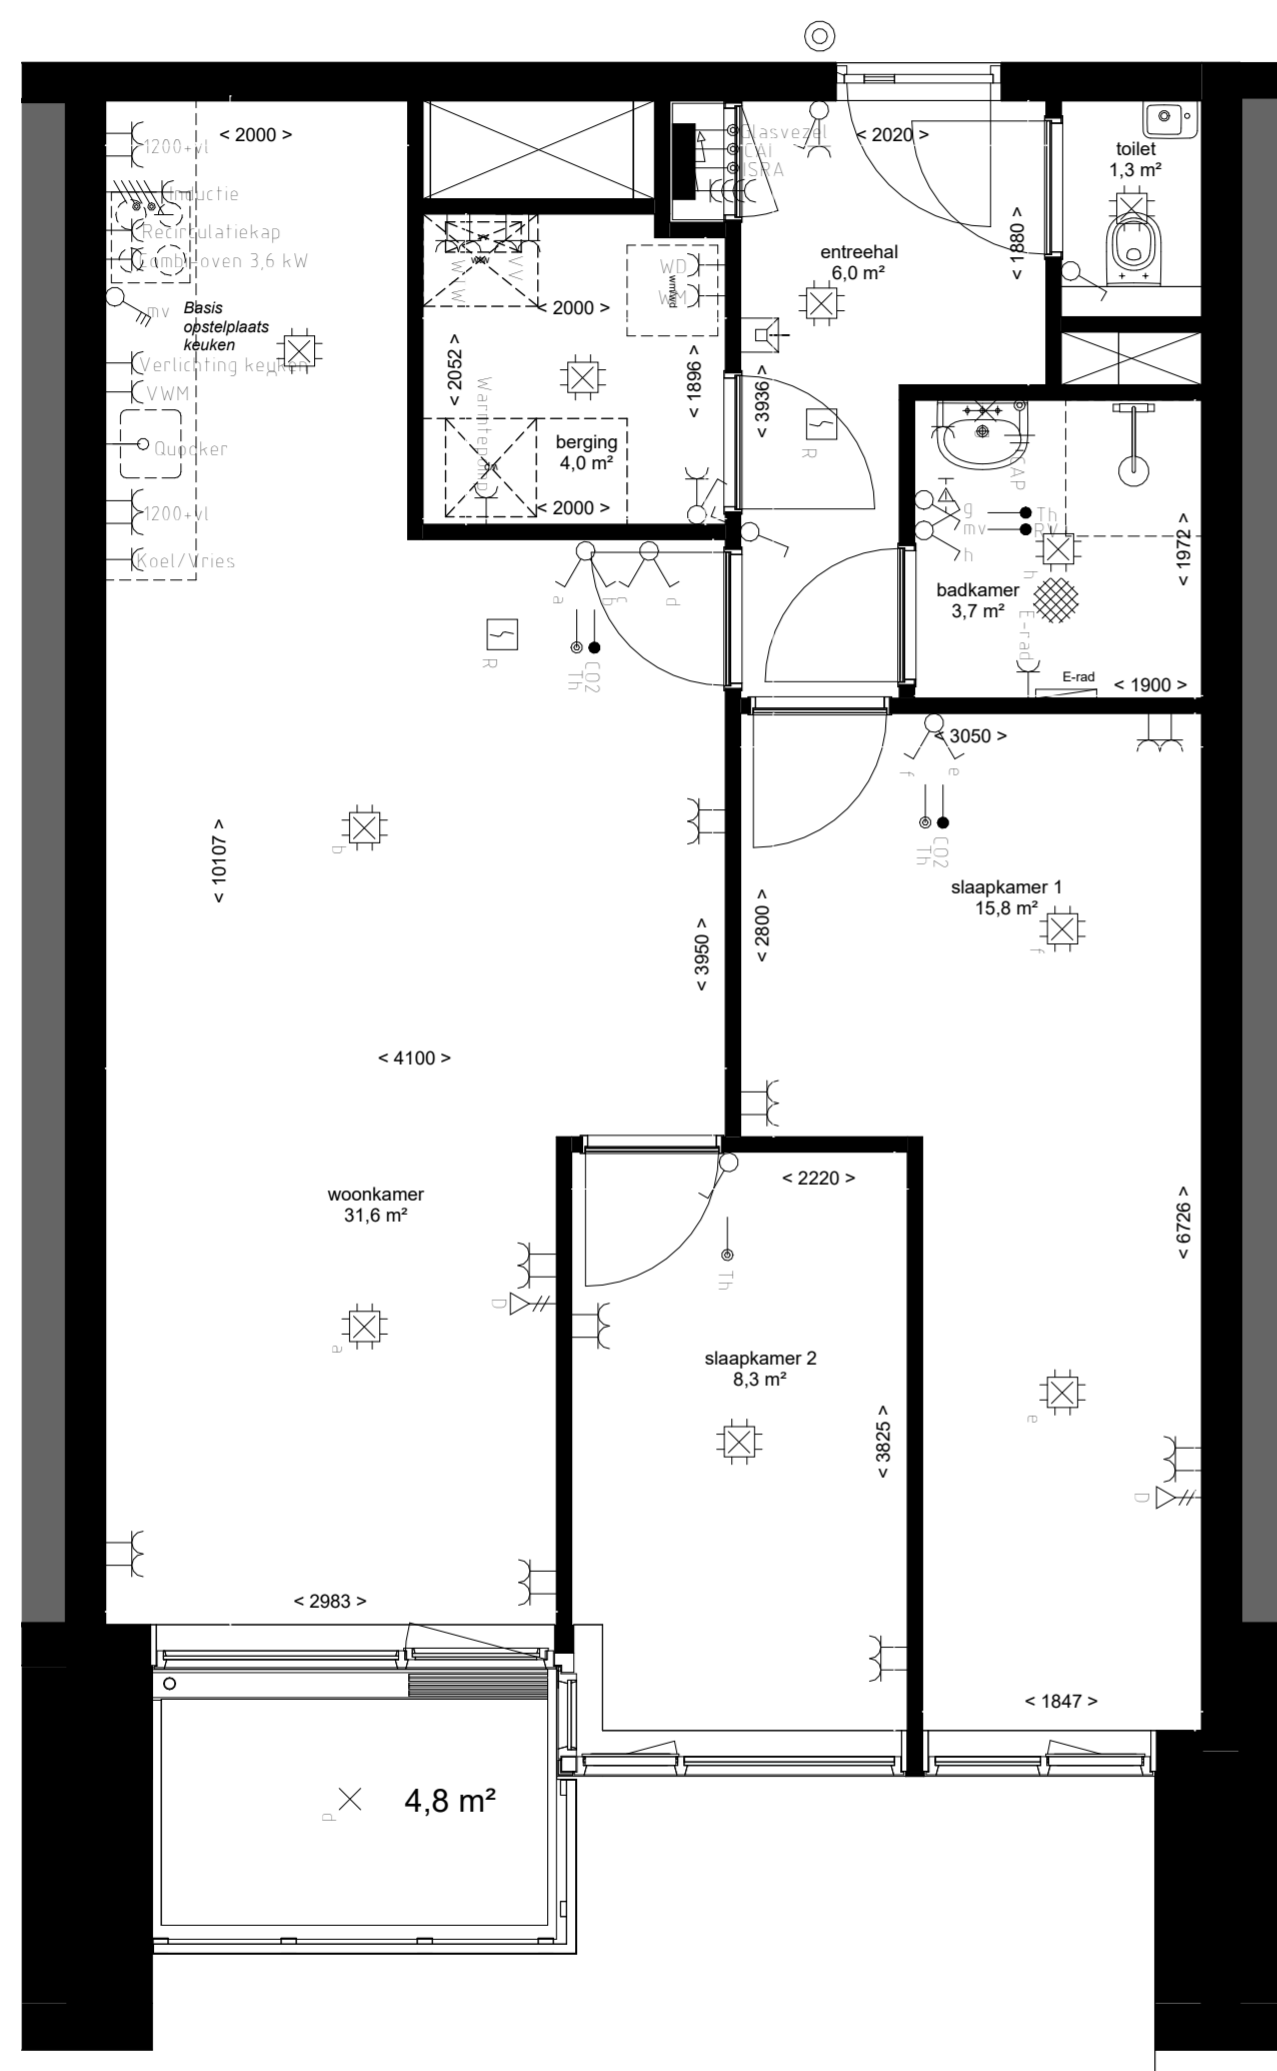 < 2000 >
Glasvezel
CAI
ISRA
< 2020 >
toilet
1,3 m²
1200+vl
Inductie
Recirculatiekap
Combi-oven 3,6 kW
mv
Basis
opstelplaats
keuken
Verlichting keuken
VWM
Quooker
1200+vl
Koel/Vries
WD
WM
wm/wd
< 2000 >
< 2052 >
< 1896 >
Warmtepomp
berging
4,0 m²
< 2000 >
entreehal
6,0 m²
< 1880 >
< 3936 >
R
CAP
g
mv
h
Th
RV
h
< 1972 >
badkamer
3,7 m²
E-rad
E-rad
< 1900 >
a
b
c
d
R
Th
CO2
< 3050 >
f
e
Th
CO2
b
< 10107 >
< 3950 >
< 2800 >
slaapkamer 1
15,8 m²
f
< 4100 >
woonkamer
31,6 m²
< 2220 >
< 6726 >
Th
D
a
slaapkamer 2
8,3 m²
< 3825 >
e
D
< 2983 >
< 1847 >
d
4,8 m²